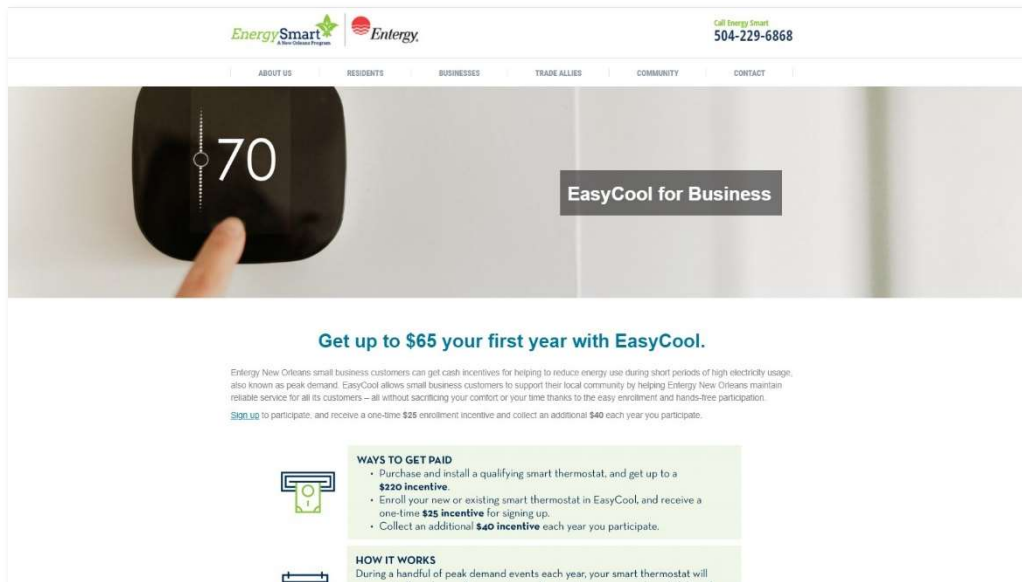 EnergySmart
A New Orleans Program
Entergy.
Call Energy Smart
504-229-6868
ABOUT US
RESIDENTS
BUSINESSES
TRADE ALLIES
COMMUNITY
CONTACT
70
EasyCool for Business
Get up to $65 your first year with EasyCool.
Entergy New Orleans small business customers can get cash incentives for helping to reduce energy use during short periods of high electricity usage,
also known as peak demand. EasyCool allows small business customers to support their local community by helping Entergy New Orleans maintain
reliable service for all its customers – all without sacrificing your comfort or your time thanks to the easy enrollment and hands-free participation.
Sign up to participate, and receive a one-time $25 enrollment incentive and collect an additional $40 each year you participate.
WAYS TO GET PAID
• Purchase and install a qualifying smart thermostat, and get up to a
$220 incentive.
• Enroll your new or existing smart thermostat in EasyCool, and receive a
one-time $25 incentive for signing up.
• Collect an additional $40 incentive each year you participate.
HOW IT WORKS
During a handful of peak demand events each year, your smart thermostat will